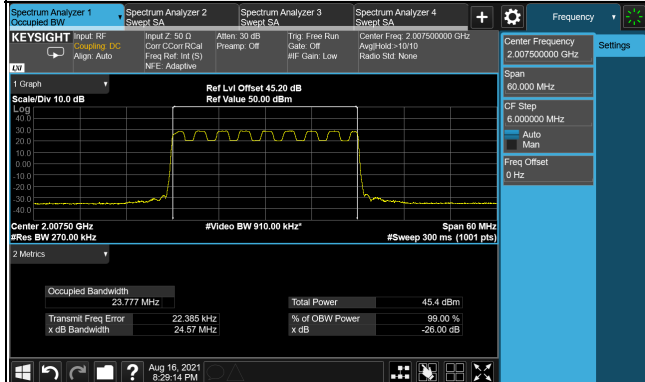 Spectrum Analyzer 1
Occupied BW
Spectrum Analyzer 2
Swept SA
Spectrum Analyzer 3
Swept SA
Spectrum Analyzer 4
Swept SA
+
Frequency
KEYSIGHT
LXI
Input: RF
Coupling: DC
Align: Auto
Input Z: 50 Ω
Corr CCorr RCal
Freq Ref: Int (S)
NFE: Adaptive
Atten: 30 dB
Preamp: Off
Trig: Free Run
Gate: Off
#IF Gain: Low
Center Freq: 2.007500000 GHz
Avg|Hold:>10/10
Radio Std: None
Center Frequency
2.007500000 GHz
Settings
Span
60.000 MHz
CF Step
6.000000 MHz
Auto
Man
Freq Offset
0 Hz
1 Graph
Scale/Div 10.0 dB
Ref Lvl Offset 45.20 dB
Ref Value 50.00 dBm
Log
40.0
30.0
20.0
10.0
0.00
-10.0
-20.0
-30.0
-40.0
Center 2.00750 GHz
#Res BW 270.00 kHz
#Video BW 910.00 kHz*
Span 60 MHz
#Sweep 300 ms (1001 pts)
2 Metrics
Occupied Bandwidth
23.777 MHz
Total Power 45.4 dBm
Transmit Freq Error 22.385 kHz
% of OBW Power 99.00 %
x dB Bandwidth 24.57 MHz
x dB -26.00 dB
?
Aug 16, 2021
8:29:14 PM